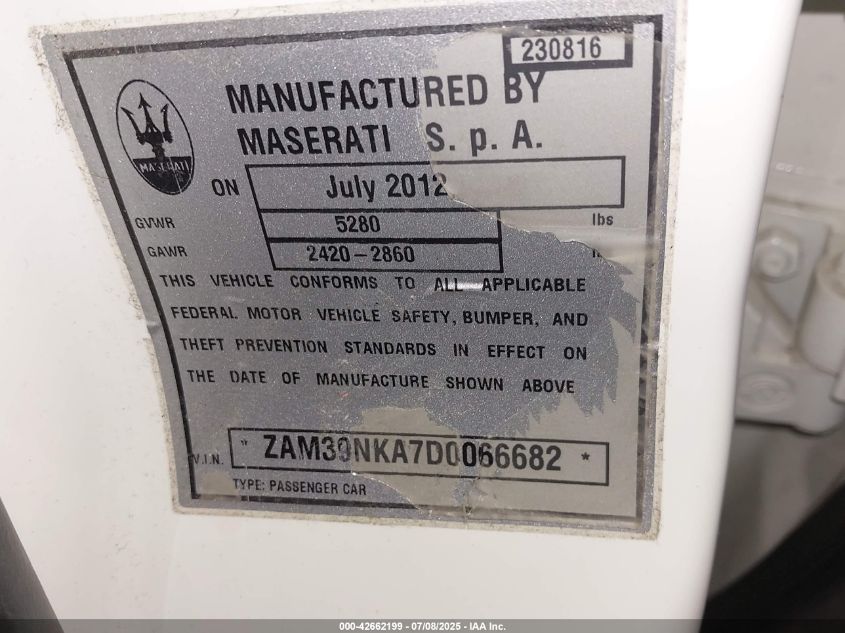 230816
MANUFACTURED BY
MASERATI S. p. A.
MASERATI
ON July 2012
GVWR 5280 lbs
GAWR 2420-2860
THIS VEHICLE CONFORMS TO ALL APPLICABLE
FEDERAL MOTOR VEHICLE SAFETY, BUMPER, AND
THEFT PREVENTION STANDARDS IN EFFECT ON
THE DATE OF MANUFACTURE SHOWN ABOVE
V.I.N. * ZAM39NKA7D0066682 *
TYPE: PASSENGER CAR
000-42662199 - 07/08/2025 - IAA Inc.